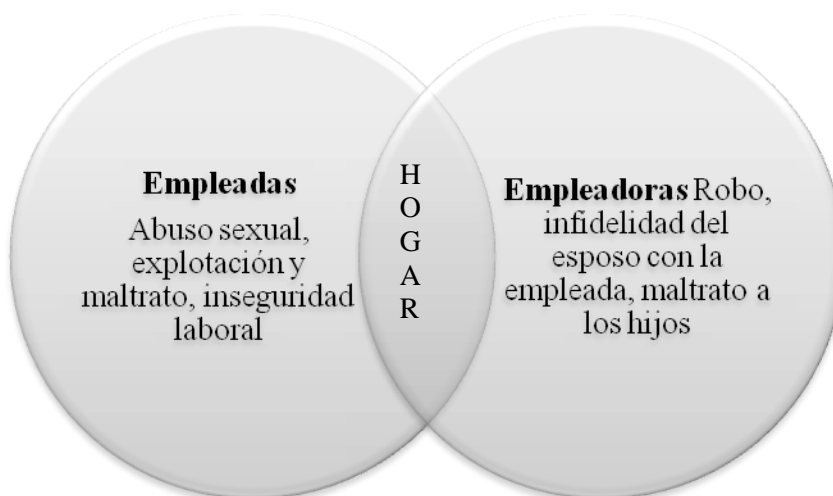 Empleadas
Abuso sexual,
explotación y
maltrato, inseguridad
laboral
H
O
G
A
R
Empleadoras Robo,
infidelidad del
esposo con la
empleada, maltrato a
los hijos